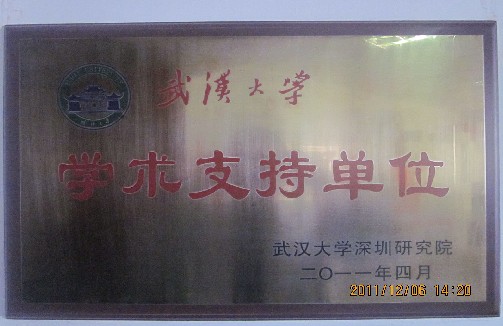 武漢大学
学术支持单位
武汉大学深圳研究院
二〇一一年四月
2011/12/06 14:20